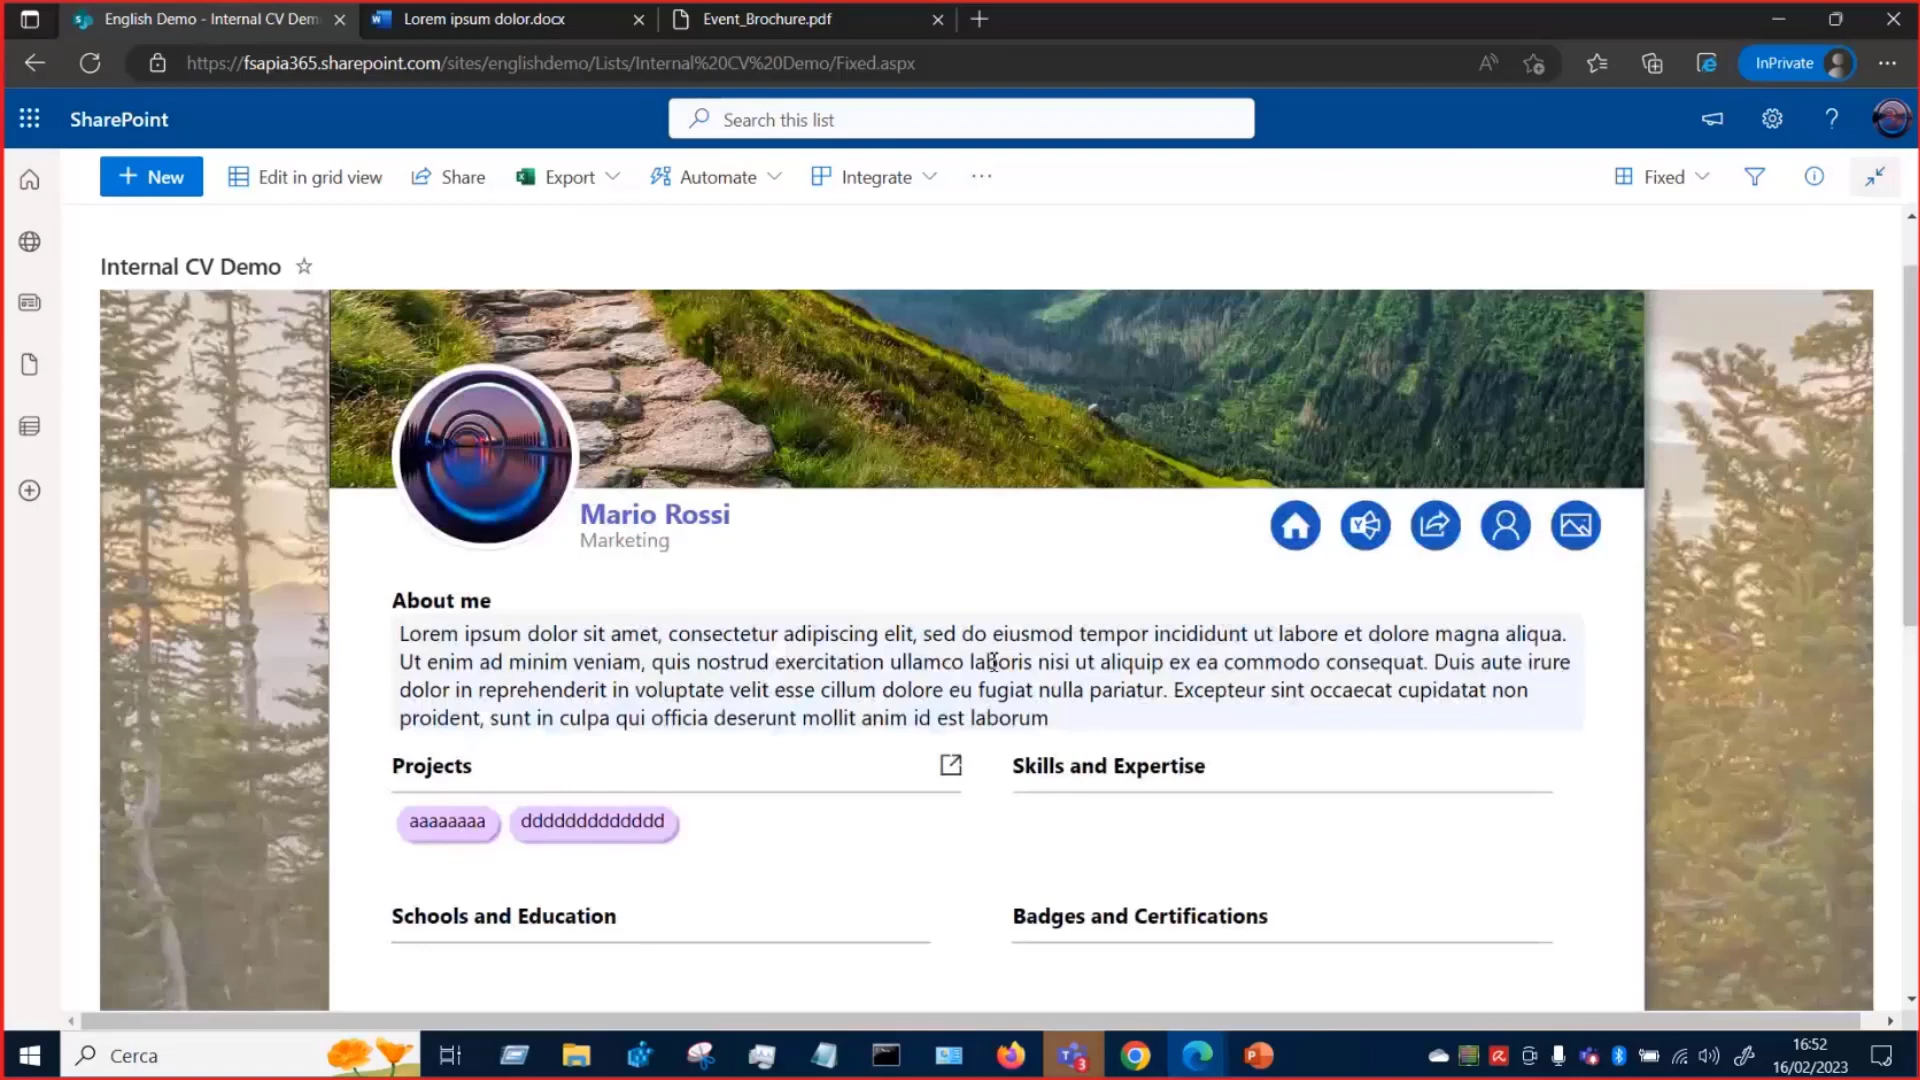 English Demo - Internal CV Dem
Lorem ipsum dolor.docx
Event_Brochure.pdf
https://fsapia365.sharepoint.com/sites/englishdemo/Lists/Internal%20CV%20Demo/Fixed.aspx
InPrivate
SharePoint
Search this list
New
Edit in grid view
Share
Export
Automate
Integrate
Fixed
Internal CV Demo
Mario Rossi
Marketing
About me
Lorem ipsum dolor sit amet, consectetur adipiscing elit, sed do eiusmod tempor incididunt ut labore et dolore magna aliqua.
Ut enim ad minim veniam, quis nostrud exercitation ullamco laboris nisi ut aliquip ex ea commodo consequat. Duis aute irure
dolor in reprehenderit in voluptate velit esse cillum dolore eu fugiat nulla pariatur. Excepteur sint occaecat cupidatat non
proident, sunt in culpa qui officia deserunt mollit anim id est laborum
Projects
Skills and Expertise
aaaaaaaa
ddddddddddddd
Schools and Education
Badges and Certifications
Cerca
3
16:52
16/02/2023